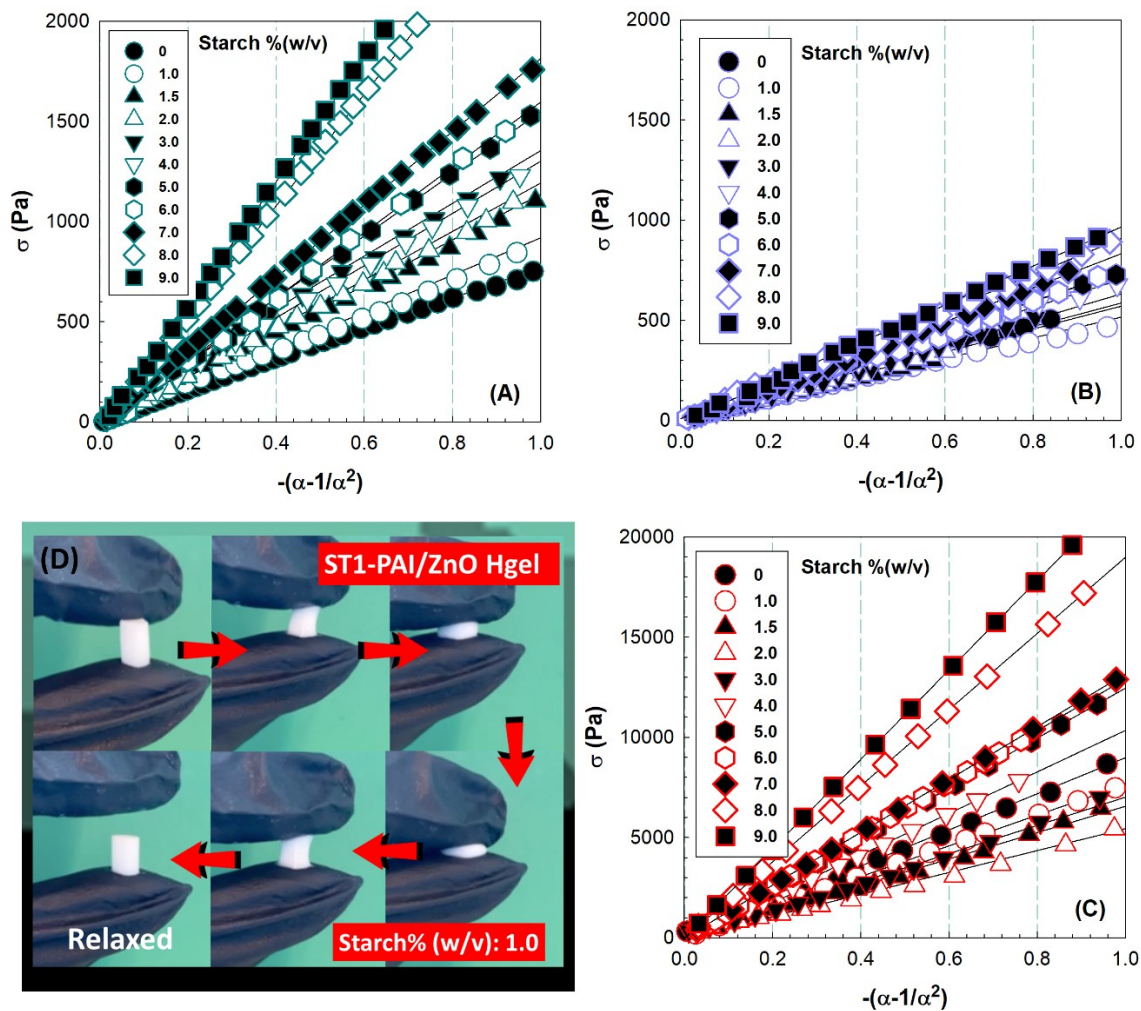 2000
1500
1000
500
0
σ (Pa)
Starch %(w/v)
0
1.0
1.5
2.0
3.0
4.0
5.0
6.0
7.0
8.0
9.0
(A)
0.0 0.2 0.4 0.6 0.8 1.0
-(α-1/α²)
2000
1500
1000
500
0
σ (Pa)
Starch %(w/v)
0
1.0
1.5
2.0
3.0
4.0
5.0
6.0
7.0
8.0
9.0
(B)
0.0 0.2 0.4 0.6 0.8 1.0
-(α-1/α²)
(D)
ST1-PAI/ZnO Hgel
Relaxed
Starch% (w/v): 1.0
20000
15000
10000
5000
0
σ (Pa)
Starch %(w/v)
0
1.0
1.5
2.0
3.0
4.0
5.0
6.0
7.0
8.0
9.0
(C)
0.0 0.2 0.4 0.6 0.8 1.0
-(α-1/α²)